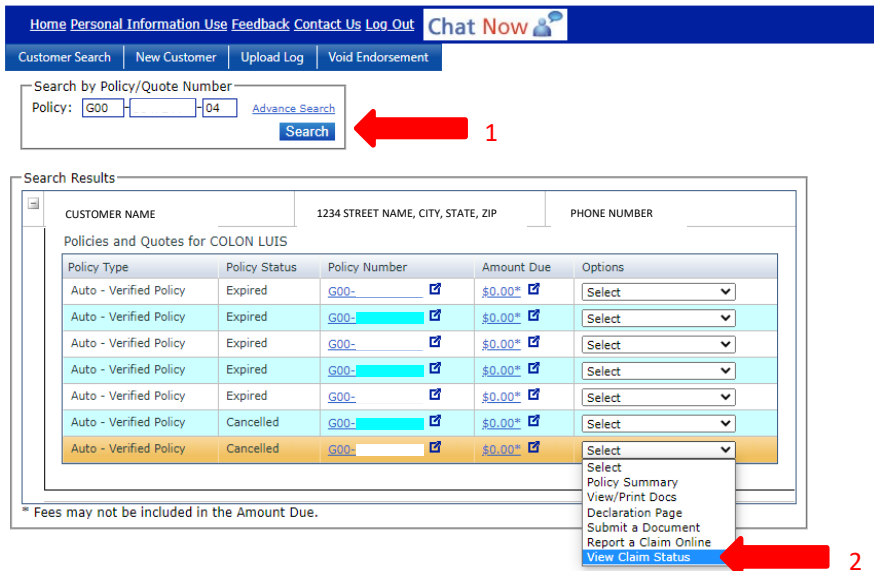 Home Personal Information Use Feedback Contact Us Log Out Chat Now
Customer Search New Customer Upload Log Void Endorsement
Search by Policy/Quote Number
Policy: G00 - - 04 Advance Search
Search 1
Search Results
CUSTOMER NAME 1234 STREET NAME, CITY, STATE, ZIP PHONE NUMBER
Policies and Quotes for COLON LUIS
Policy Type Policy Status Policy Number Amount Due Options
Auto - Verified Policy Expired G00- $0.00* Select
Auto - Verified Policy Expired G00- $0.00* Select
Auto - Verified Policy Expired G00- $0.00* Select
Auto - Verified Policy Expired G00- $0.00* Select
Auto - Verified Policy Expired G00- $0.00* Select
Auto - Verified Policy Cancelled G00- $0.00* Select
Auto - Verified Policy Cancelled G00- $0.00* Select
Select
Policy Summary
View/Print Docs
Declaration Page
* Fees may not be included in the Amount Due.
Submit a Document
Report a Claim Online
View Claim Status 2